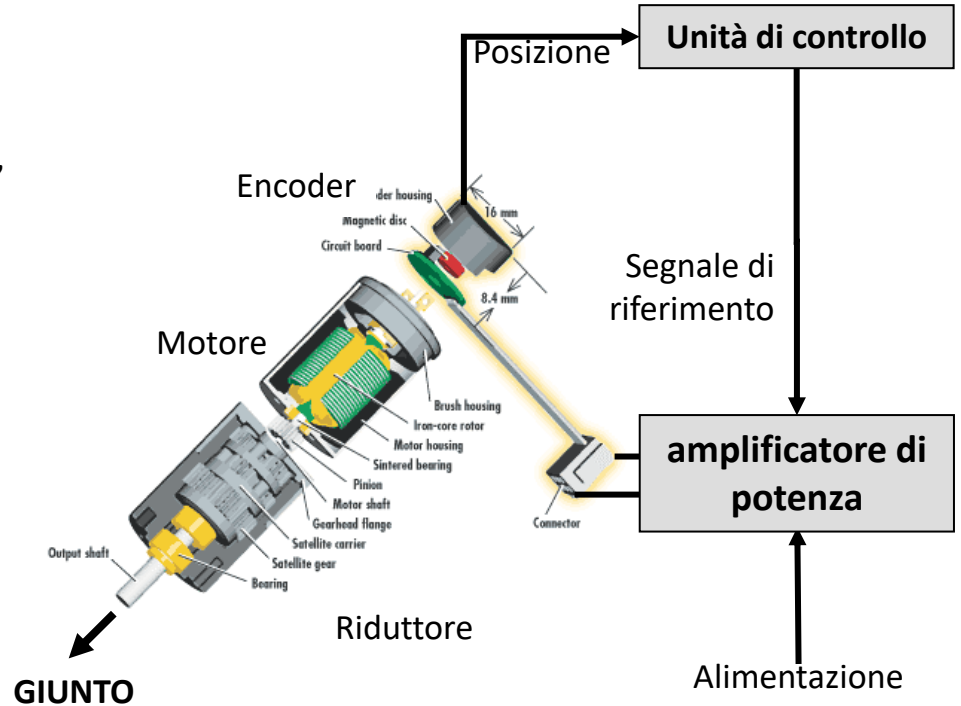 Posizione
Unità di controllo
Encoder
der housing
16 mm
Magnetic disc
Circuit board
8.4 mm
Segnale di
riferimento
Motore
Brush housing
Iron-core rotor
Motor housing
Sintered bearing
Pinion
Motor shaft
Gearhead flange
Satellite carrier
Satellite gear
Bearing
Output shaft
Connector
amplificatore di
potenza
Riduttore
Alimentazione
GIUNTO